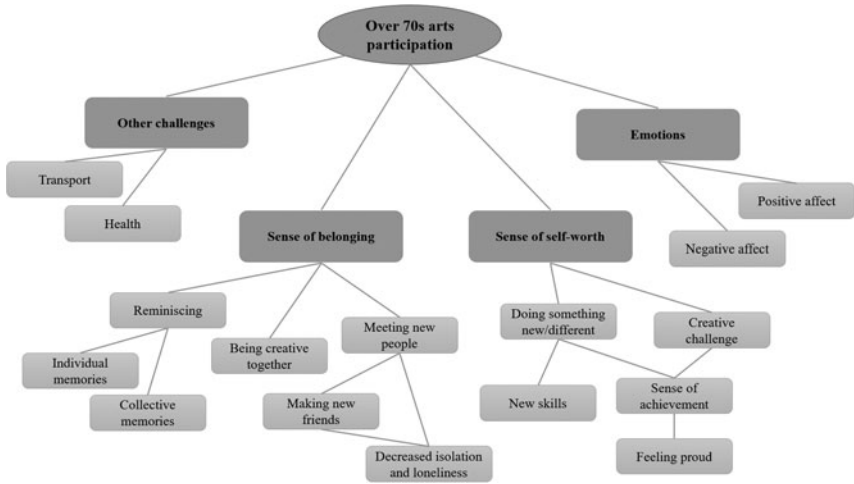 Over 70s arts
participation
Other challenges
Emotions
Transport
Health
Positive affect
Negative affect
Sense of belonging
Sense of self-worth
Reminiscing
Individual
memories
Collective
memories
Being creative
together
Meeting new
people
Making new
friends
Decreased isolation
and loneliness
Doing something
new/different
Creative
challenge
New skills
Sense of
achievement
Feeling proud